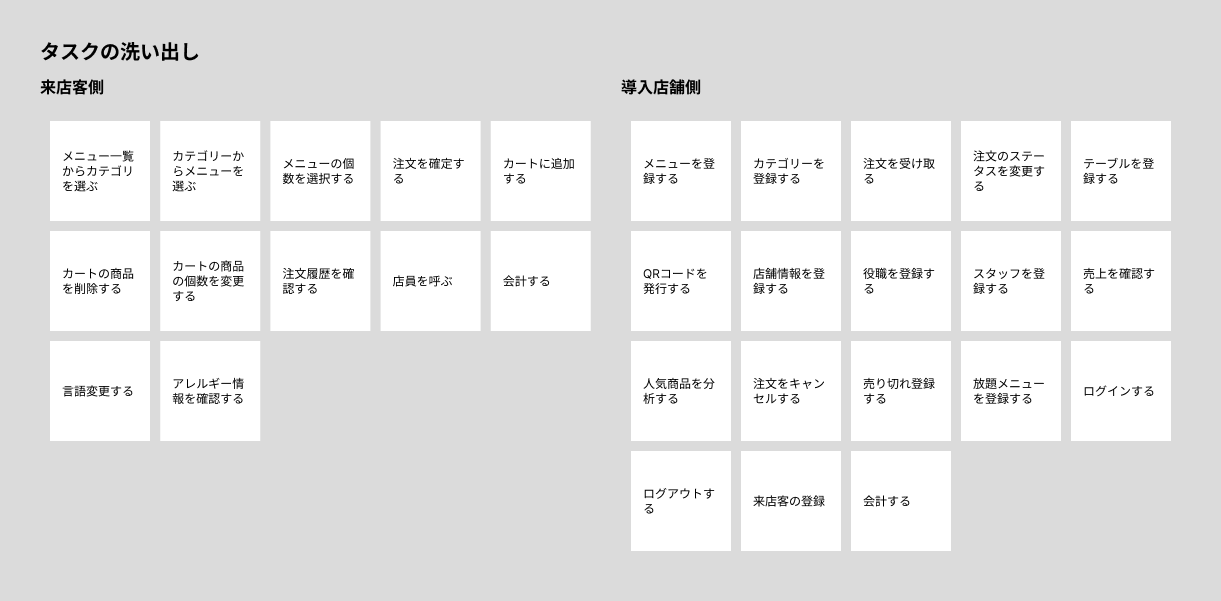 タスクの洗い出し
来店客側
メニュー一覧
からカテゴリ
を選ぶ
カテゴリーか
らメニューを
選ぶ
メニューの個
数を選択する
注文を確定す
る
カートに追加
する
カートの商品
を削除する
カートの商品
の個数を変更
する
注文履歴を確
認する
店員を呼ぶ
会計する
言語変更する
アレルギー情
報を確認する
導入店舗側
メニューを登
録する
カテゴリーを
登録する
注文を受け取
る
注文のステー
タスを変更す
る
テーブルを登
録する
QRコードを
発行する
店舗情報を登
録する
役職を登録す
る
スタッフを登
録する
売上を確認す
る
人気商品を分
析する
注文をキャン
セルする
売り切れ登録
する
放題メニュー
を登録する
ログインする
ログアウトす
る
来店客の登録
会計する